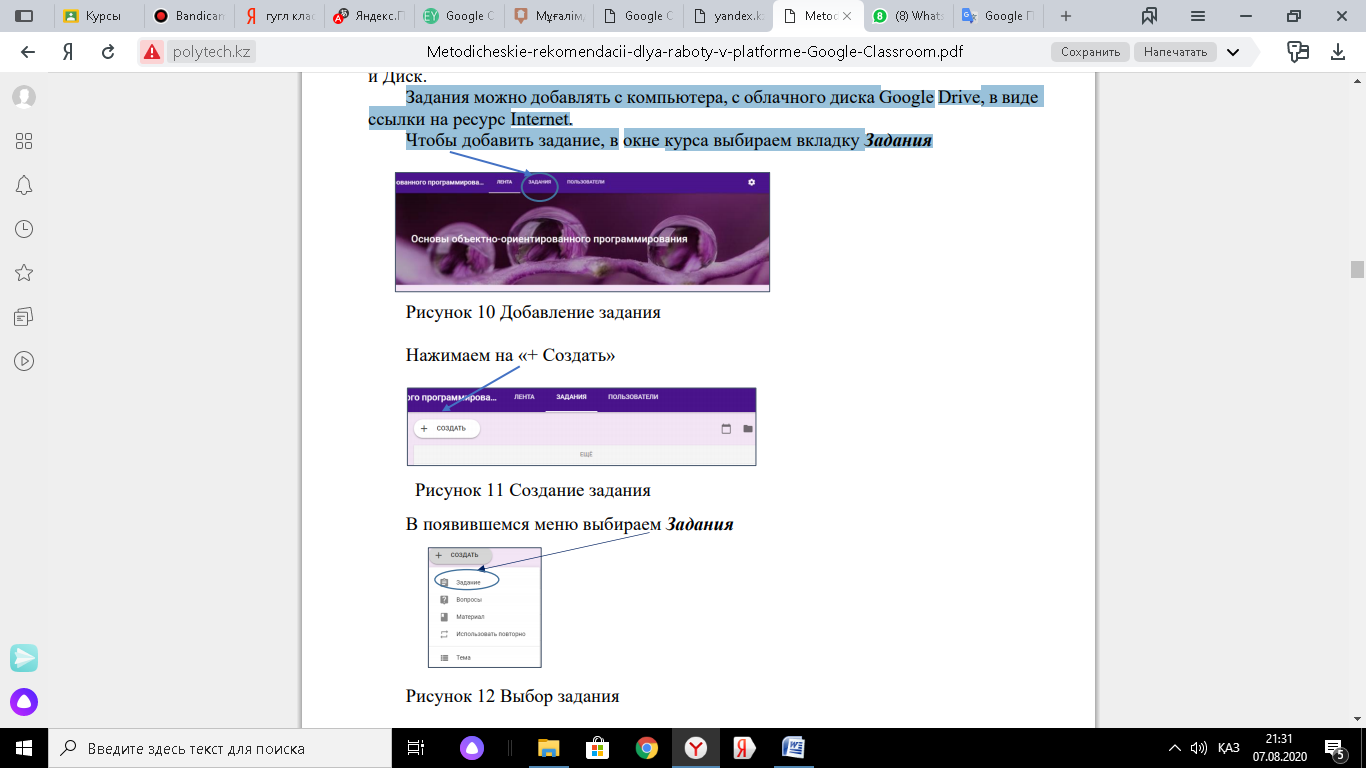 Курсы
Bandicam
гугл клас
Яндекс.П
Google C
Мұғалім,
Google C
yandex.k
Metod
(8) What
Google П
polytech.kz
Metodicheskie-rekomendacii-dlya-raboty-v-platforme-Google-Classroom.pdf
Сохранить
Напечатать
и Диск.
Задания можно добавлять с компьютера, с облачного диска Google Drive, в виде
ссылки на ресурс Internet.
Чтобы добавить задание, в окне курса выбираем вкладку Задания
ованного программирова... ЛЕНТА ЗАДАНИЯ ПОЛЬЗОВАТЕЛИ
Основы объектно-ориентированного программирования
Рисунок 10 Добавление задания
Нажимаем на «+ Создать»
ого программирова... ЛЕНТА ЗАДАНИЯ ПОЛЬЗОВАТЕЛИ
+ СОЗДАТЬ
ЕЩЁ
Рисунок 11 Создание задания
В появившемся меню выбираем Задания
+ СОЗДАТЬ
Задание
Вопросы
Материал
Использовать повторно
Тема
Рисунок 12 Выбор задания
Введите здесь текст для поиска
ҚАЗ
21:31
07.08.2020
5